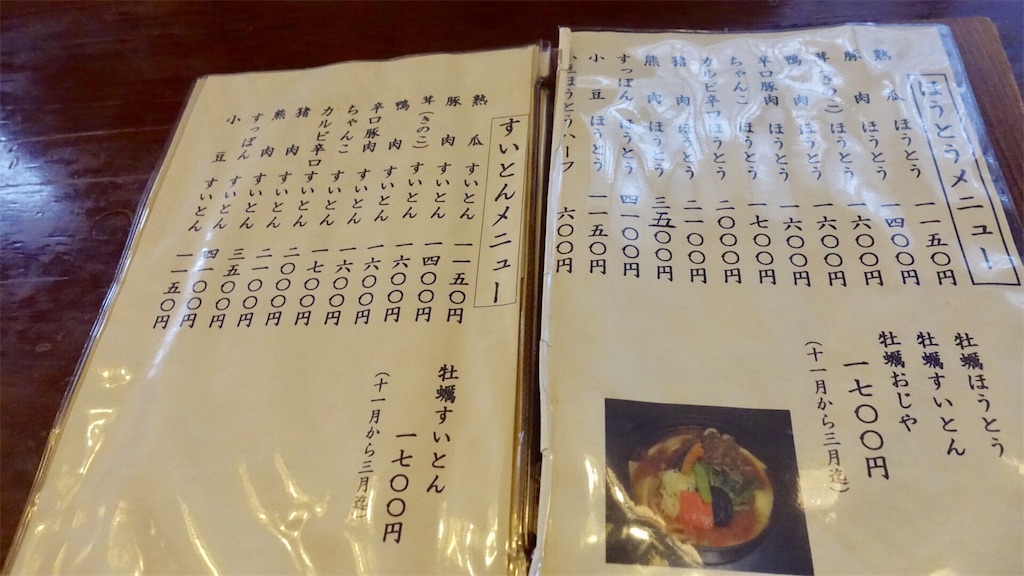 ほうとうメニュー
熟瓜ほうとう 一一五〇円
豚肉ほうとう 一四〇〇円
茸(きのこ)ほうとう 一六〇〇円
鴨肉ほうとう 一六〇〇円
辛口豚肉ほうとう 一六〇〇円
ちゃんこほうとう 一七〇〇円
カルビ辛口ほうとう 二〇〇〇円
猪肉ほうとう 二一〇〇円
熊肉ほうとう 三五〇〇円
すっぽんほうとう 四一〇〇円
小豆ほうとう 一一五〇円
小豆ほうとうハーフ 六〇〇円
牡蠣ほうとう
牡蠣すいとん
牡蠣おじや
一七〇〇円
(十一月から三月迄)
すいとんメニュー
熟瓜すいとん 一一五〇円
豚肉すいとん 一四〇〇円
茸(きのこ)すいとん 一六〇〇円
鴨肉すいとん 一六〇〇円
辛口豚肉すいとん 一六〇〇円
ちゃんこすいとん 一七〇〇円
カルビ辛口すいとん 二〇〇〇円
猪肉すいとん 二一〇〇円
熊肉すいとん 三五〇〇円
すっぽんすいとん 四一〇〇円
小豆すいとん 一一五〇円
牡蠣すいとん
一七〇〇円
(十一月から三月迄)